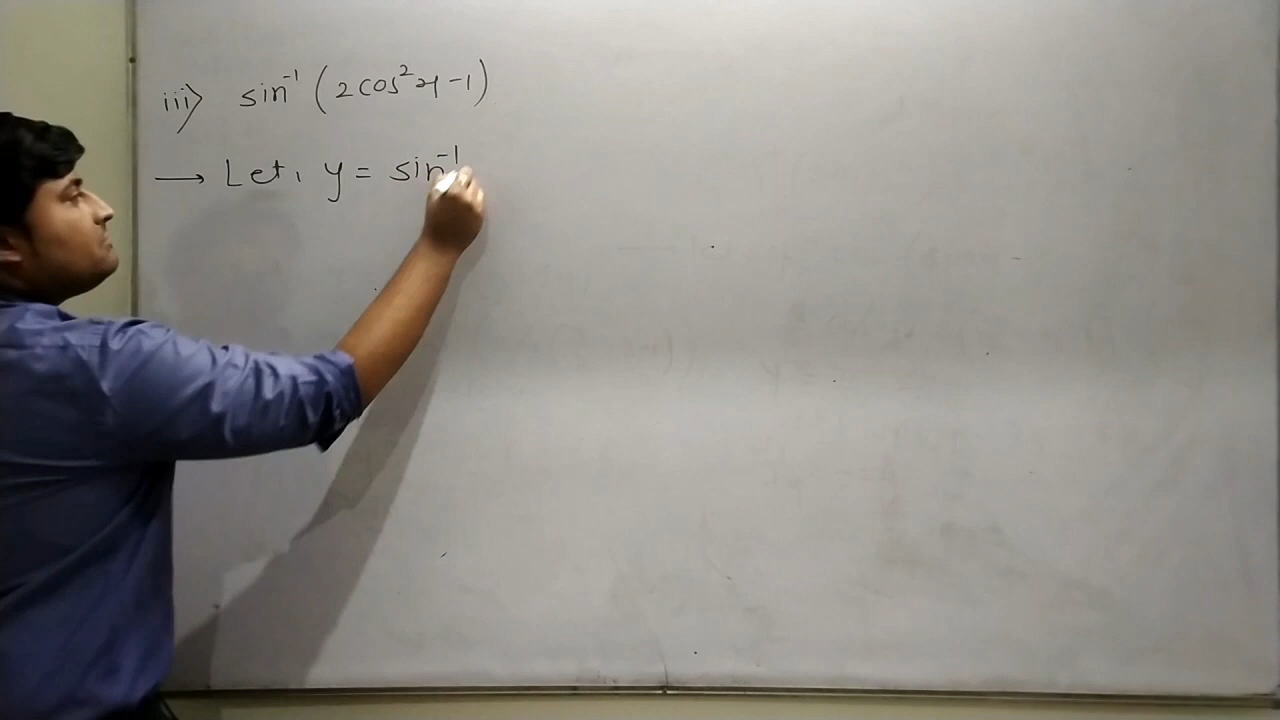 iii) sin⁻¹ (2cos²x-1)
→ Let, y = sin⁻¹